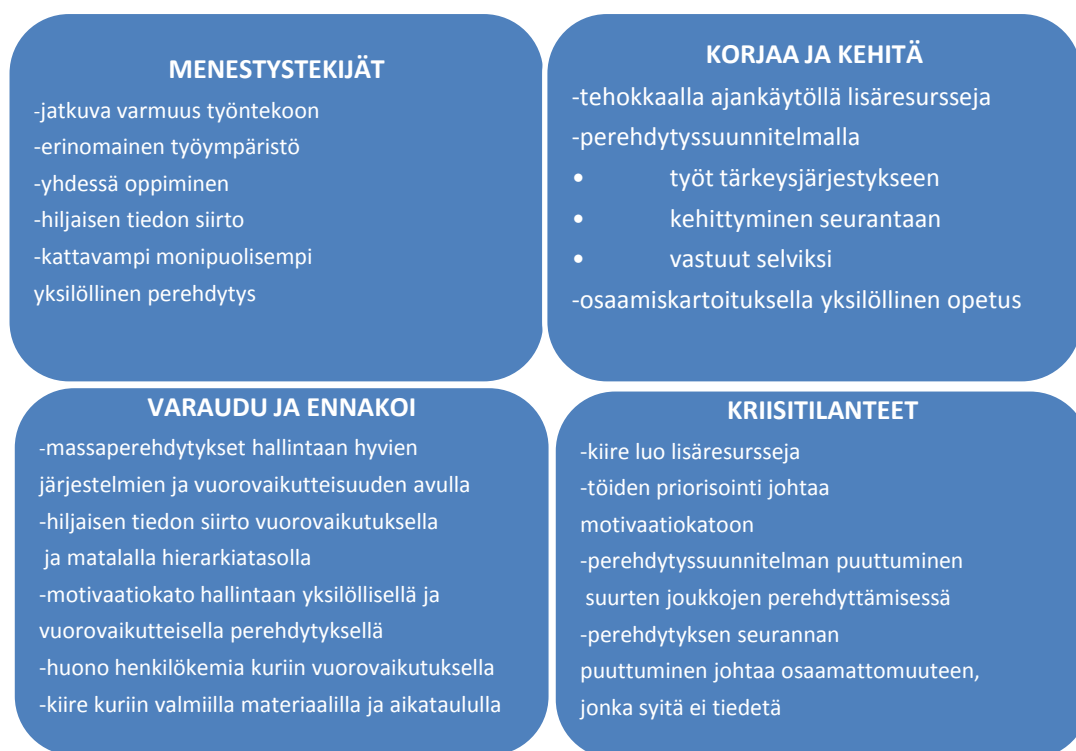 MENESTYSTEKIJÄT
-jatkuva varmuus työntekoon
-erinomainen työympäristö
-yhdessä oppiminen
-hiljaisen tiedon siirto
-kattavampi monipuolisempi
yksilöllinen perehdytys
KORJAA JA KEHITÄ
-tehokkaalla ajankäytöllä lisäresursseja
-perehdytyssuunnitelmalla
• työt tärkeysjärjestykseen
• kehittyminen seurantaan
• vastuut selviksi
-osaamiskartoituksella yksilöllinen opetus
VARAUDU JA ENNAKOI
-massaperehdytykset hallintaan hyvien
järjestelmien ja vuorovaikutteisuuden avulla
-hiljaisen tiedon siirto vuorovaikutuksella
ja matalalla hierarkiatasolla
-motivaatiokato hallintaan yksilöllisellä ja
vuorovaikutteisella perehdytyksellä
-huono henkilökemia kuriin vuorovaikutuksella
-kiire kuriin valmiilla materiaalilla ja aikataululla
KRIISITILANTEET
-kiire luo lisäresursseja
-töiden priorisointi johtaa
motivaatiokatoon
-perehdytyssuunnitelman puuttuminen
suurten joukkojen perehdyttämisessä
-perehdytyksen seurannan
puuttuminen johtaa osaamattomuuteen,
jonka syitä ei tiedetä